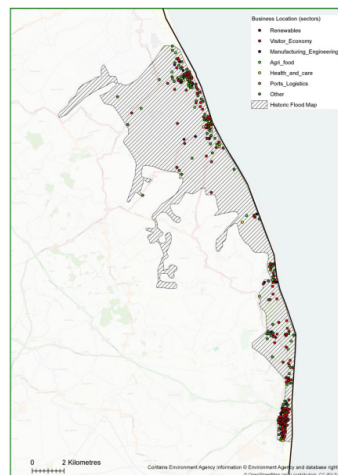 Business Location (sectors)
Renewables
Visitor_Economy
Manufacturing_Engineering
Agri_food
Health_and_care
Ports_Logistics
Other
Historic Flood Map
0 2 Kilometres
Contains Environment Agency information © Environment Agency and database right